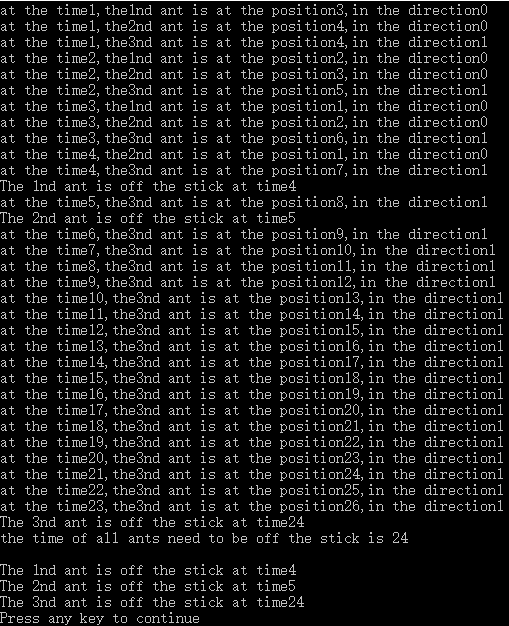 at the time1,the1nd ant is at the position3,in the direction0
at the time1,the2nd ant is at the position4,in the direction0
at the time1,the3nd ant is at the position4,in the direction1
at the time2,the1nd ant is at the position2,in the direction0
at the time2,the2nd ant is at the position3,in the direction0
at the time2,the3nd ant is at the position5,in the direction1
at the time3,the1nd ant is at the position1,in the direction0
at the time3,the2nd ant is at the position2,in the direction0
at the time3,the3nd ant is at the position6,in the direction1
at the time4,the2nd ant is at the position1,in the direction0
at the time4,the3nd ant is at the position7,in the direction1
The 1nd ant is off the stick at time4
at the time5,the3nd ant is at the position8,in the direction1
The 2nd ant is off the stick at time5
at the time6,the3nd ant is at the position9,in the direction1
at the time7,the3nd ant is at the position10,in the direction1
at the time8,the3nd ant is at the position11,in the direction1
at the time9,the3nd ant is at the position12,in the direction1
at the time10,the3nd ant is at the position13,in the direction1
at the time11,the3nd ant is at the position14,in the direction1
at the time12,the3nd ant is at the position15,in the direction1
at the time13,the3nd ant is at the position16,in the direction1
at the time14,the3nd ant is at the position17,in the direction1
at the time15,the3nd ant is at the position18,in the direction1
at the time16,the3nd ant is at the position19,in the direction1
at the time17,the3nd ant is at the position20,in the direction1
at the time18,the3nd ant is at the position21,in the direction1
at the time19,the3nd ant is at the position22,in the direction1
at the time20,the3nd ant is at the position23,in the direction1
at the time21,the3nd ant is at the position24,in the direction1
at the time22,the3nd ant is at the position25,in the direction1
at the time23,the3nd ant is at the position26,in the direction1
The 3nd ant is off the stick at time24
the time of all ants need to be off the stick is 24

The 1nd ant is off the stick at time4
The 2nd ant is off the stick at time5
The 3nd ant is off the stick at time24
Press any key to continue